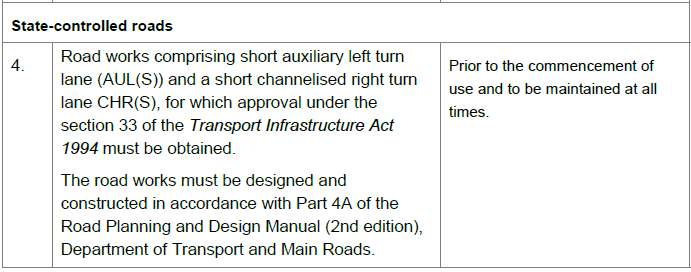 State-controlled roads
4.
Road works comprising short auxiliary left turn
lane (AUL(S)) and a short channelised right turn
lane CHR(S), for which approval under the
section 33 of the Transport Infrastructure Act
1994 must be obtained.
The road works must be designed and
constructed in accordance with Part 4A of the
Road Planning and Design Manual (2nd edition),
Department of Transport and Main Roads.
Prior to the commencement of
use and to be maintained at all
times.